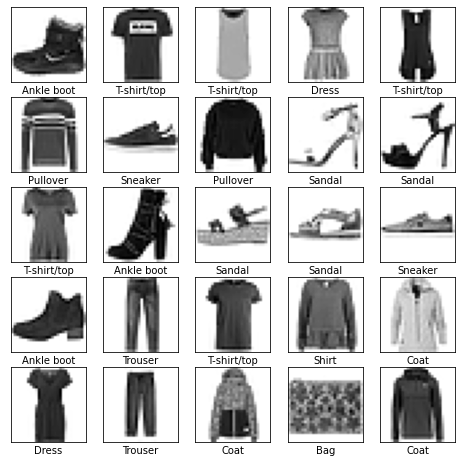 Ankle boot T-shirt/top T-shirt/top Dress T-shirt/top
Pullover Sneaker Pullover Sandal Sandal
T-shirt/top Ankle boot Sandal Sandal Sneaker
Ankle boot Trouser T-shirt/top Shirt Coat
Dress Trouser Coat Bag Coat